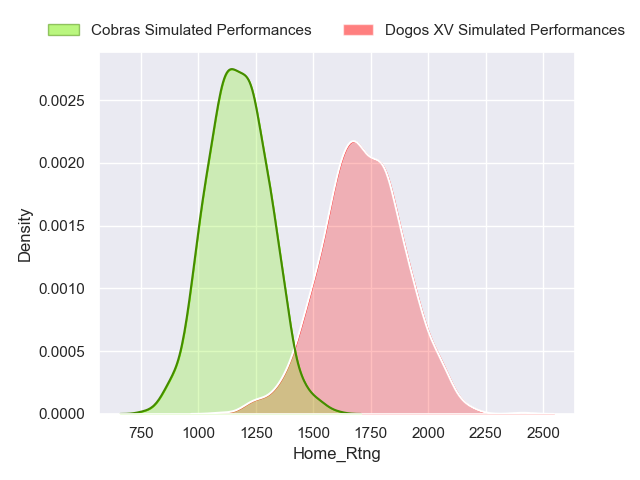 Cobras Simulated Performances
Dogos XV Simulated Performances
Density
0.0025
0.0020
0.0015
0.0010
0.0005
0.0000
750 1000 1250 1500 1750 2000 2250 2500
Home_Rtng